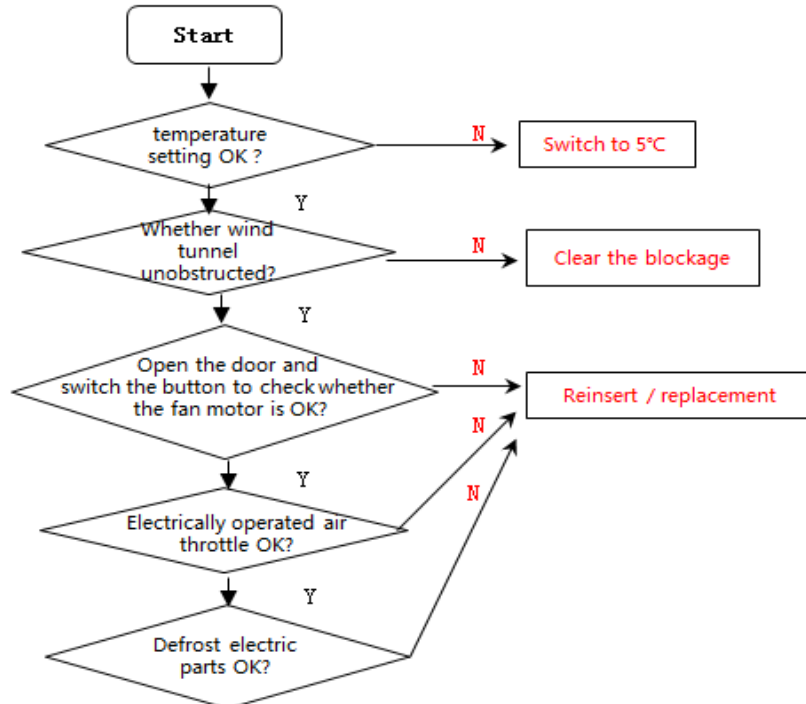 Start
temperature
setting OK ?
N
Switch to 5℃
Y
Whether wind
tunnel
unobstructed?
N
Clear the blockage
Y
Open the door and
switch the button to check whether
the fan motor is OK?
N
Reinsert / replacement
N
Y
N
Electrically operated air
throttle OK?
Y
Defrost electric
parts OK?